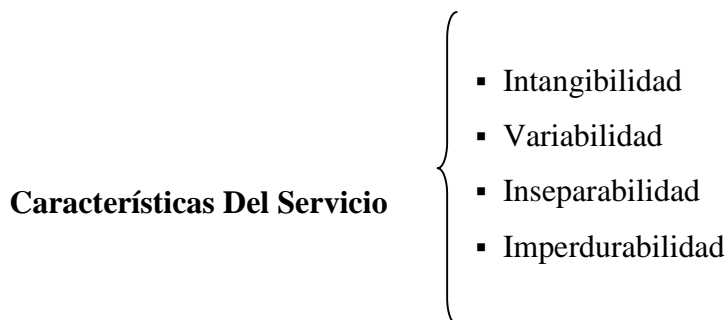 ▪ Intangibilidad
▪ Variabilidad
Características Del Servicio
▪ Inseparabilidad
▪ Imperdurabilidad